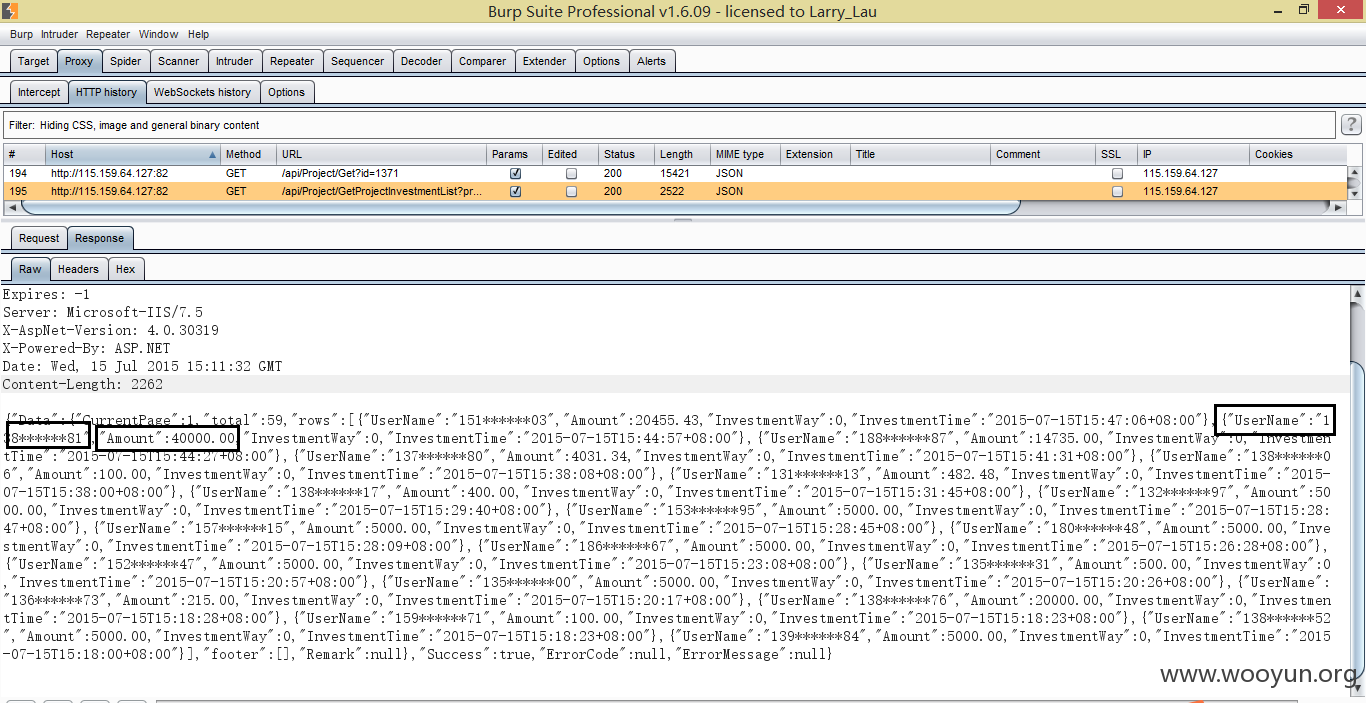 Burp Suite Professional v1.6.09 - licensed to Larry_Lau
Burp Intruder Repeater Window Help
Target Proxy Spider Scanner Intruder Repeater Sequencer Decoder Comparer Extender Options Alerts
Intercept HTTP history WebSockets history Options
Filter: Hiding CSS, image and general binary content ?
# Host Method URL Params Edited Status Length MIME type Extension Title Comment SSL IP Cookies
194 http://115.159.64.127:82 GET /api/Project/Get?id=1371 200 15421 JSON 115.159.64.127
195 http://115.159.64.127:82 GET /api/Project/GetProjectInvestmentList?pr... 200 2522 JSON 115.159.64.127
Request Response
Raw Headers Hex
Expires: -1
Server: Microsoft-IIS/7.5
X-AspNet-Version: 4.0.30319
X-Powered-By: ASP.NET
Date: Wed, 15 Jul 2015 15:11:32 GMT
Content-Length: 2262
{"Data":{"CurrentPage":1,"total":59,"rows":[{"UserName":"151******03","Amount":20455.43,"InvestmentWay":0,"InvestmentTime":"2015-07-15T15:47:06+08:00"},{"UserName":"1
38******81","Amount":40000.00,"InvestmentWay":0,"InvestmentTime":"2015-07-15T15:44:57+08:00"},{"UserName":"188******87","Amount":14735.00,"InvestmentWay":0,"Investmen
tTime":"2015-07-15T15:44:27+08:00"},{"UserName":"137******80","Amount":4031.34,"InvestmentWay":0,"InvestmentTime":"2015-07-15T15:41:31+08:00"},{"UserName":"138******0
6","Amount":100.00,"InvestmentWay":0,"InvestmentTime":"2015-07-15T15:38:08+08:00"},{"UserName":"131******13","Amount":482.48,"InvestmentWay":0,"InvestmentTime":"2015-
07-15T15:38:00+08:00"},{"UserName":"138******17","Amount":400.00,"InvestmentWay":0,"InvestmentTime":"2015-07-15T15:31:45+08:00"},{"UserName":"132******97","Amount":50
00.00,"InvestmentWay":0,"InvestmentTime":"2015-07-15T15:29:40+08:00"},{"UserName":"153******95","Amount":5000.00,"InvestmentWay":0,"InvestmentTime":"2015-07-15T15:28:
47+08:00"},{"UserName":"157******15","Amount":5000.00,"InvestmentWay":0,"InvestmentTime":"2015-07-15T15:28:45+08:00"},{"UserName":"180******48","Amount":5000.00,"Inve
stmentWay":0,"InvestmentTime":"2015-07-15T15:28:09+08:00"},{"UserName":"186******67","Amount":5000.00,"InvestmentWay":0,"InvestmentTime":"2015-07-15T15:26:28+08:00"},
{"UserName":"152******47","Amount":5000.00,"InvestmentWay":0,"InvestmentTime":"2015-07-15T15:23:08+08:00"},{"UserName":"135******31","Amount":500.00,"InvestmentWay":0
,"InvestmentTime":"2015-07-15T15:20:57+08:00"},{"UserName":"135******00","Amount":5000.00,"InvestmentWay":0,"InvestmentTime":"2015-07-15T15:20:26+08:00"},{"UserName":
"136******73","Amount":215.00,"InvestmentWay":0,"InvestmentTime":"2015-07-15T15:20:17+08:00"},{"UserName":"138******76","Amount":20000.00,"InvestmentWay":0,"Investmen
tTime":"2015-07-15T15:18:28+08:00"},{"UserName":"159******71","Amount":100.00,"InvestmentWay":0,"InvestmentTime":"2015-07-15T15:18:23+08:00"},{"UserName":"138******52
","Amount":5000.00,"InvestmentWay":0,"InvestmentTime":"2015-07-15T15:18:23+08:00"},{"UserName":"139******84","Amount":5000.00,"InvestmentWay":0,"InvestmentTime":"2015
-07-15T15:18:00+08:00"}],"footer":[],"Remark":null},"Success":true,"ErrorCode":null,"ErrorMessage":null}
www.wooyun.org